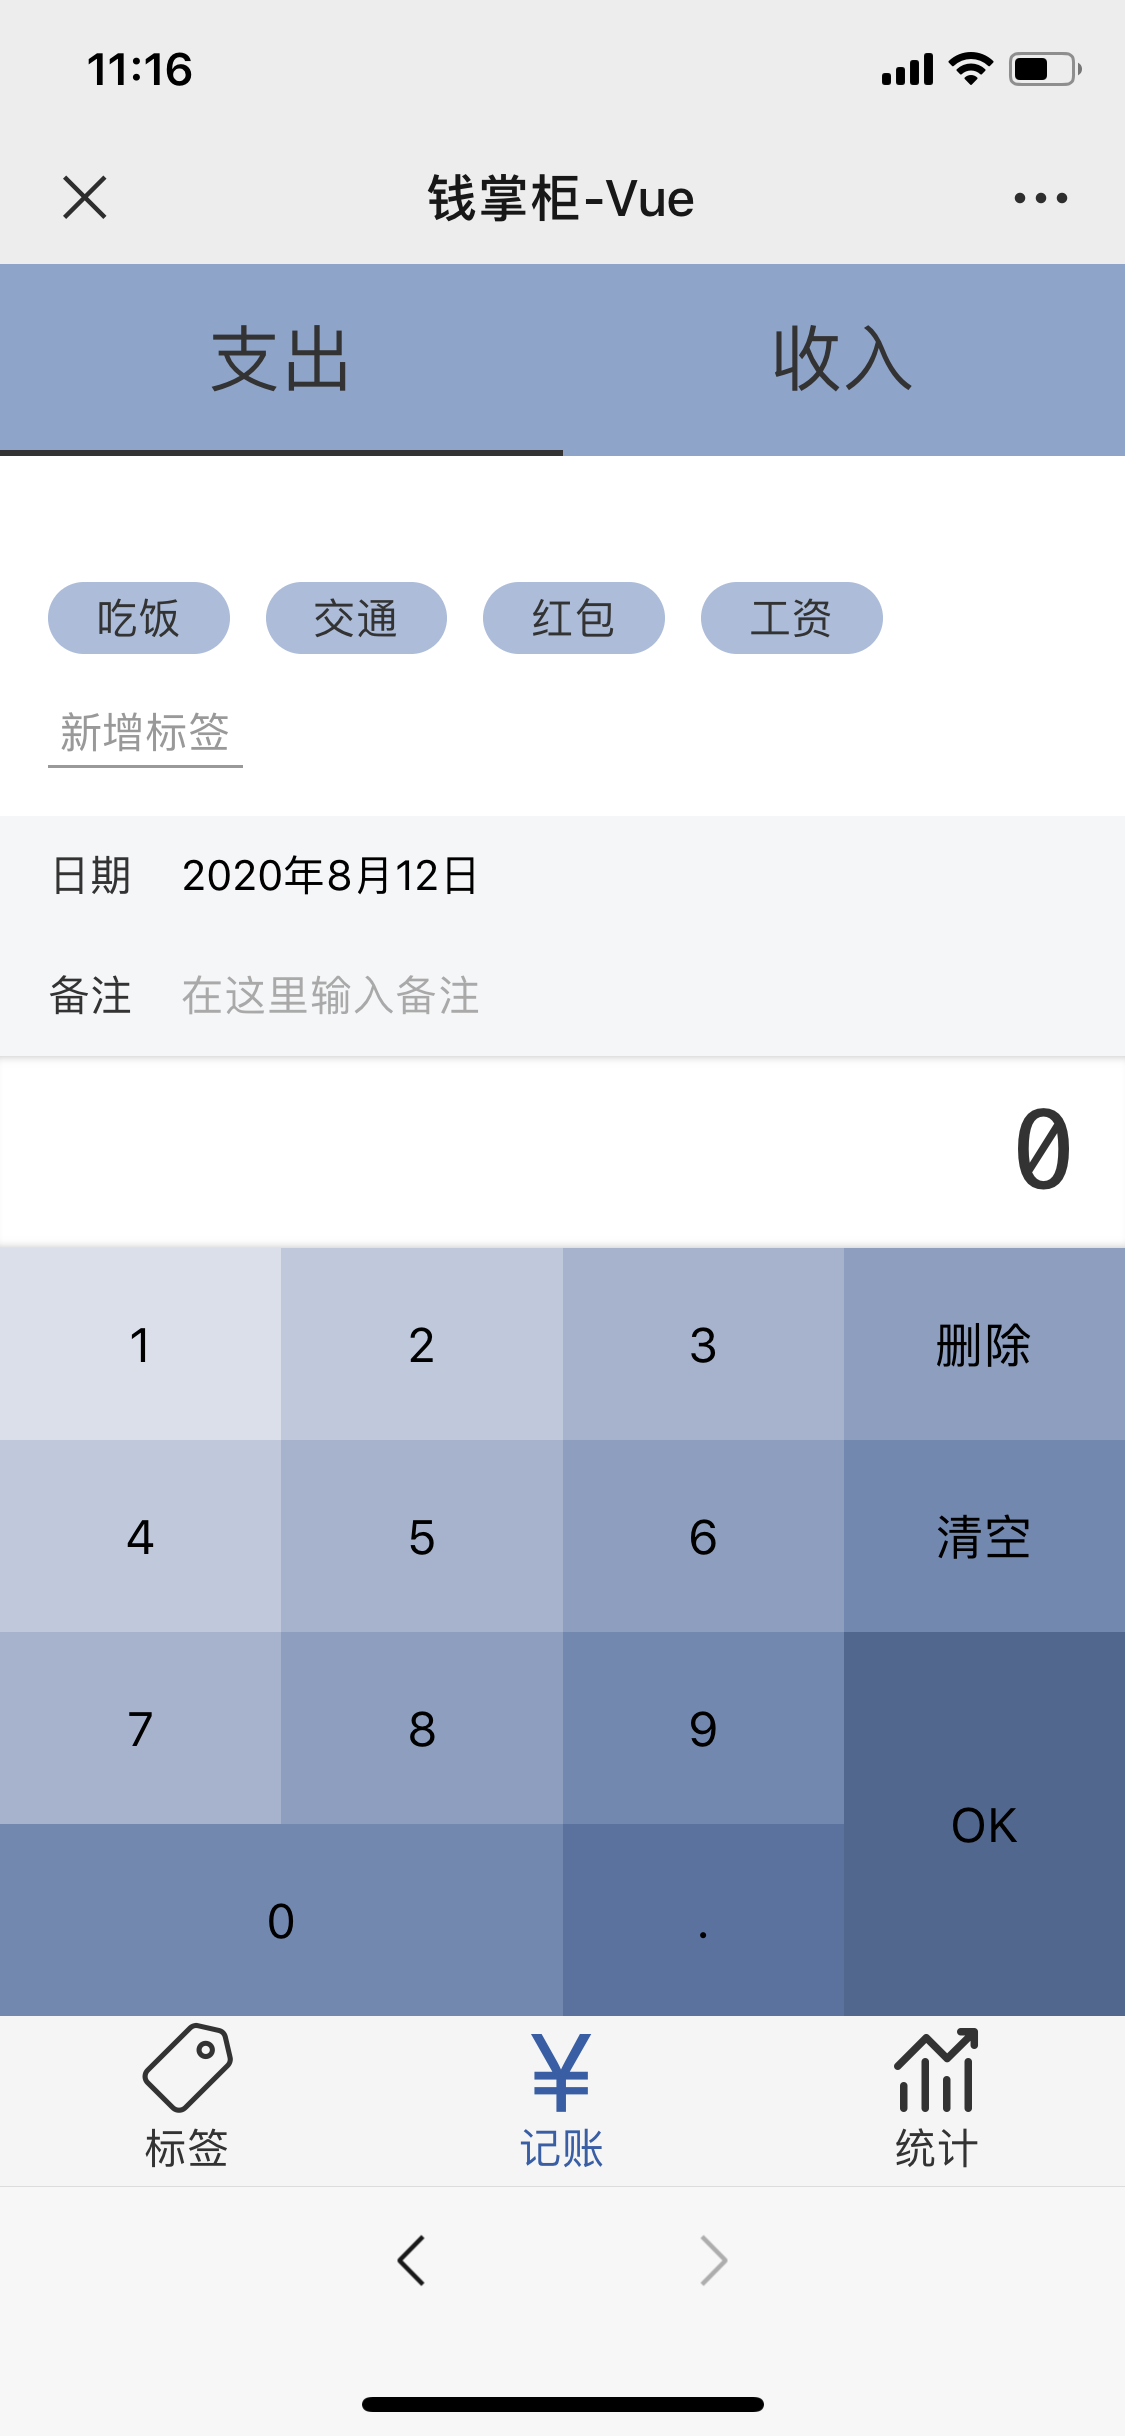 11:16
钱掌柜-Vue
支出 收入
吃饭 交通 红包 工资
新增标签
日期 2020年8月12日
备注 在这里输入备注
0
1 2 3 删除
4 5 6 清空
7 8 9
OK
0 .
标签 记账 统计